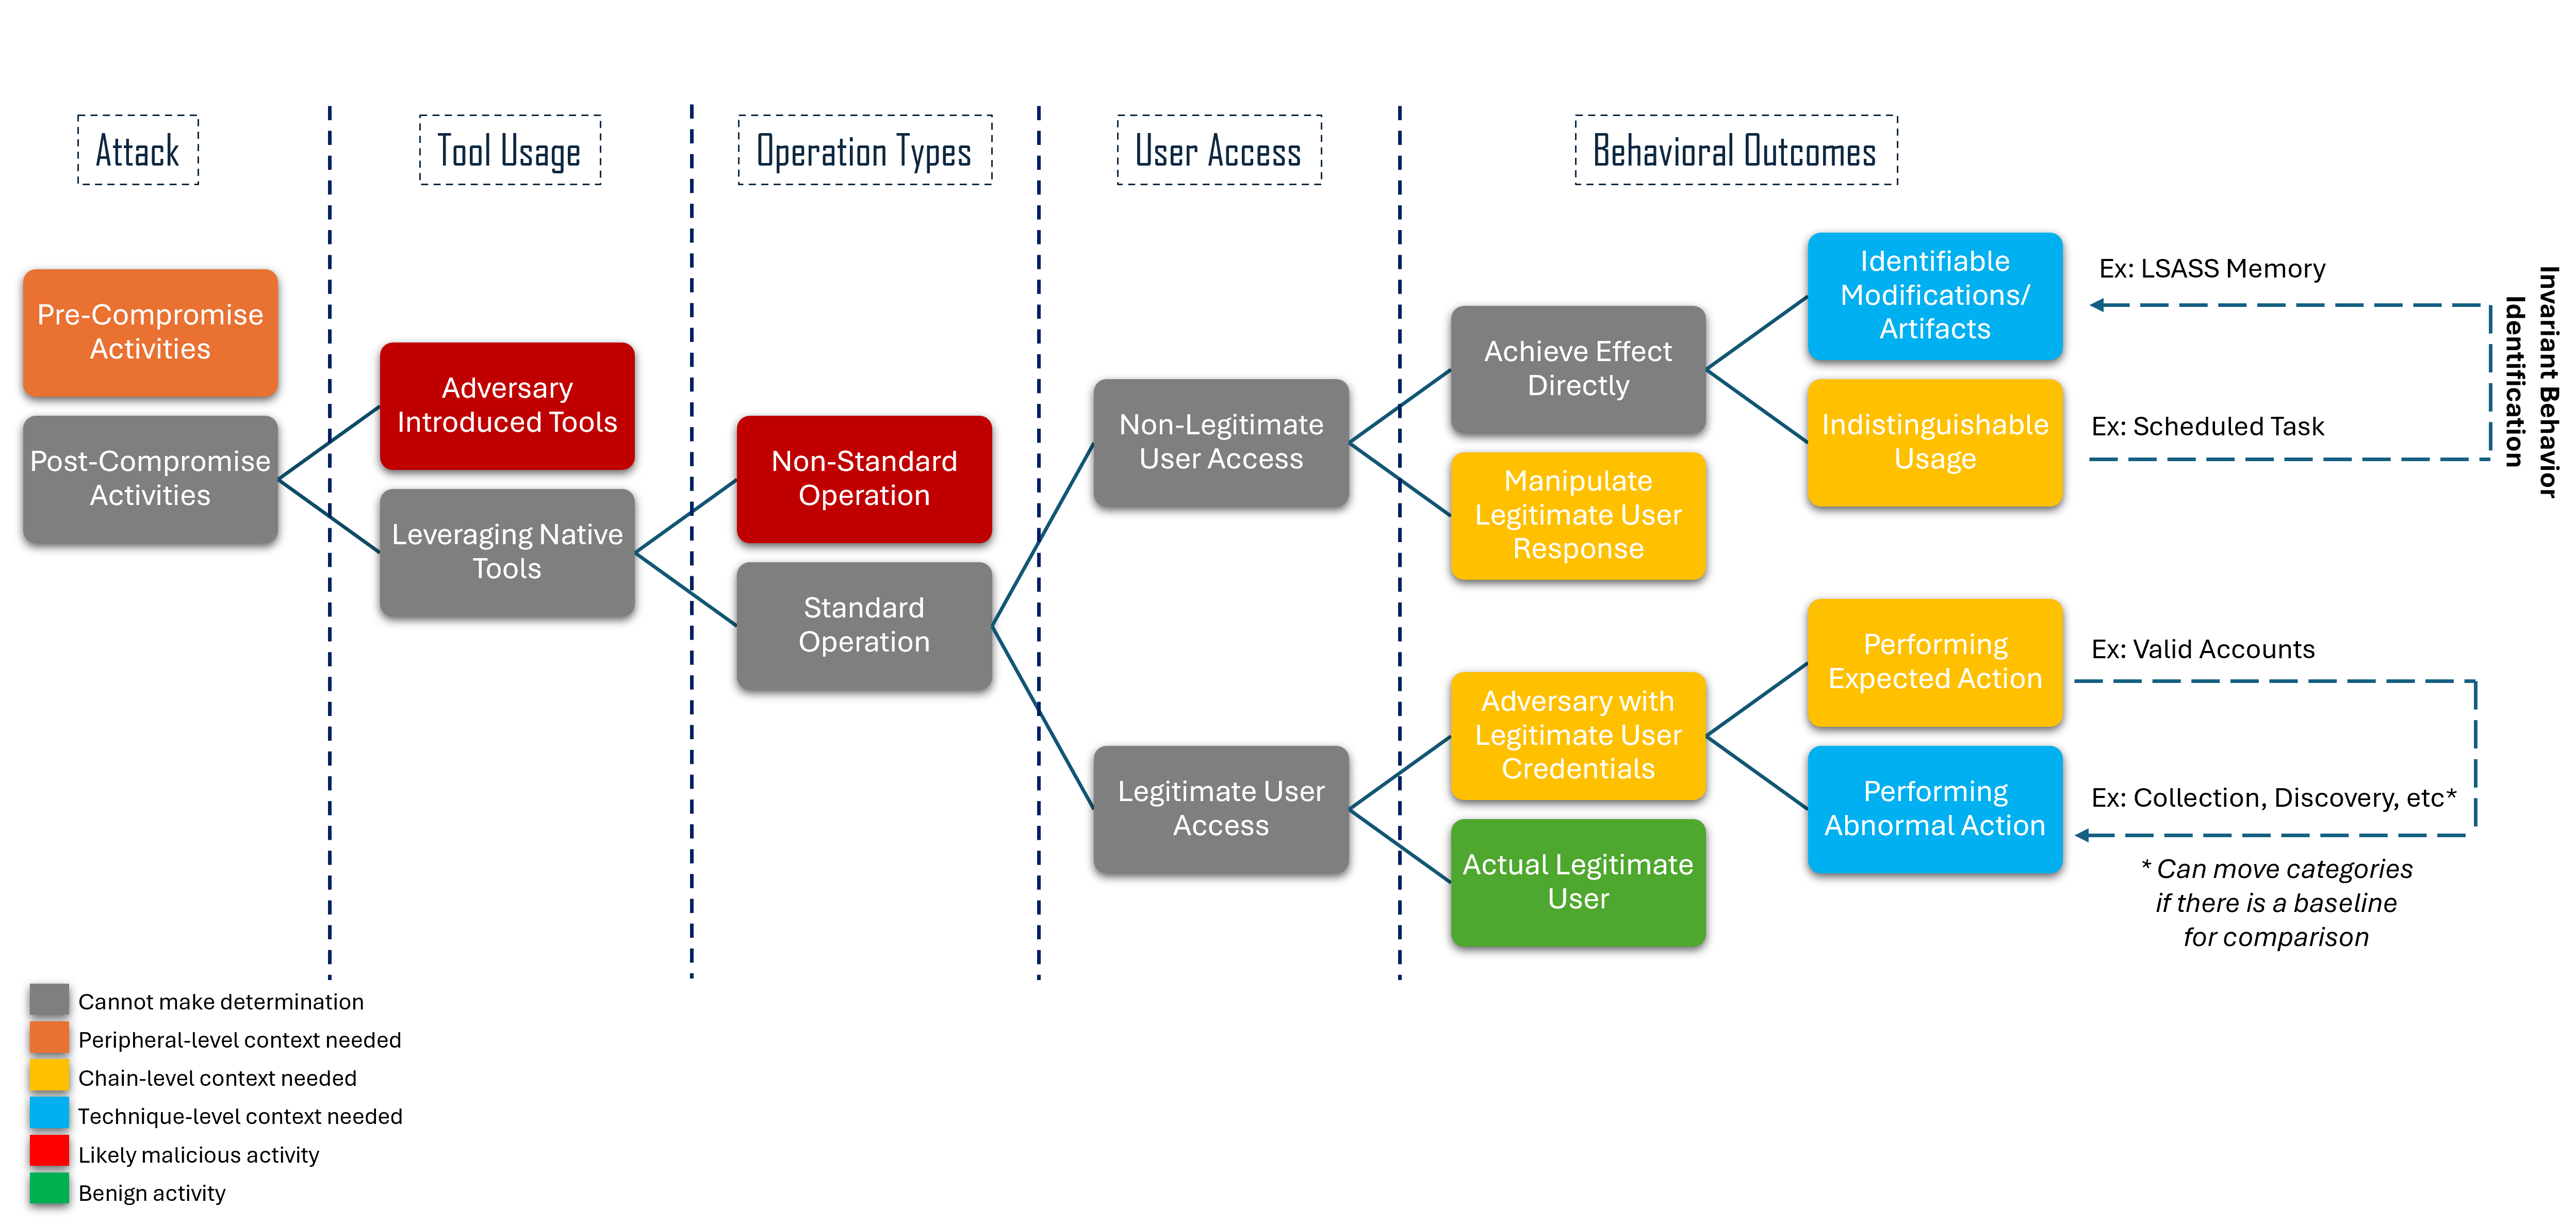 Attack
Tool Usage
Operation Types
User Access
Behavioral Outcomes
Pre-Compromise
Activities
Post-Compromise
Activities
Adversary
Introduced Tools
Leveraging Native
Tools
Non-Standard
Operation
Standard
Operation
Non-Legitimate
User Access
Legitimate User
Access
Achieve Effect
Directly
Manipulate
Legitimate User
Response
Adversary with
Legitimate User
Credentials
Actual Legitimate
User
Identifiable
Modifications/
Artifacts
Indistinguishable
Usage
Performing
Expected Action
Performing
Abnormal Action
Ex: LSASS Memory
Ex: Scheduled Task
Invariant Behavior
Identification
Ex: Valid Accounts
Ex: Collection, Discovery, etc*
* Can move categories
if there is a baseline
for comparison
Cannot make determination
Peripheral-level context needed
Chain-level context needed
Technique-level context needed
Likely malicious activity
Benign activity